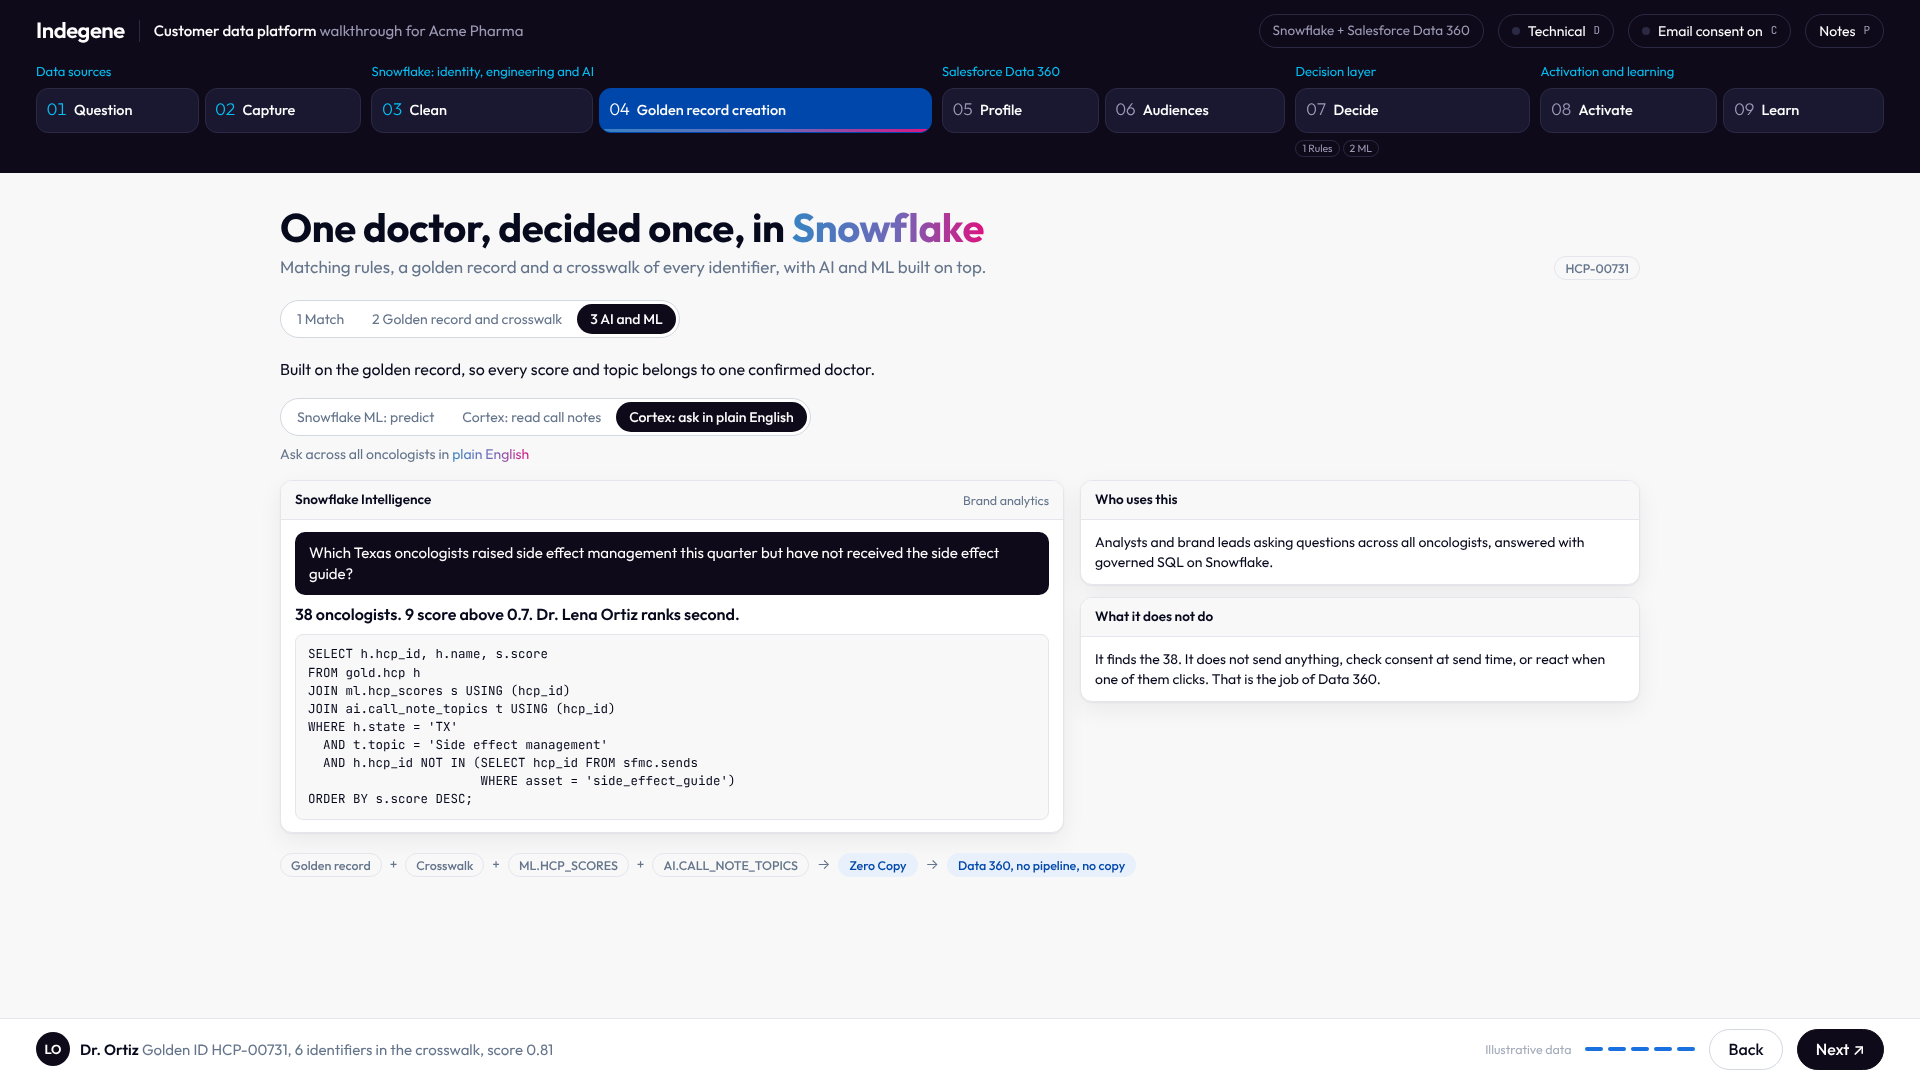 Indegene
Customer data platform walkthrough for Acme Pharma
Snowflake + Salesforce Data 360
Technical D
Email consent on C
Notes P
Data sources
Snowflake: identity, engineering and AI
Salesforce Data 360
Decision layer
Activation and learning
01 Question
02 Capture
03 Clean
04 Golden record creation
05 Profile
06 Audiences
07 Decide
08 Activate
09 Learn
1 Rules
2 ML
One doctor, decided once, in Snowflake
Matching rules, a golden record and a crosswalk of every identifier, with AI and ML built on top.
HCP-00731
1 Match
2 Golden record and crosswalk
3 AI and ML
Built on the golden record, so every score and topic belongs to one confirmed doctor.
Snowflake ML: predict
Cortex: read call notes
Cortex: ask in plain English
Ask across all oncologists in plain English
Snowflake Intelligence
Brand analytics
Which Texas oncologists raised side effect management this quarter but have not received the side effect
guide?
38 oncologists. 9 score above 0.7. Dr. Lena Ortiz ranks second.
SELECT h.hcp_id, h.name, s.score
FROM gold.hcp h
JOIN ml.hcp_scores s USING (hcp_id)
JOIN ai.call_note_topics t USING (hcp_id)
WHERE h.state = 'TX'
  AND t.topic = 'Side effect management'
  AND h.hcp_id NOT IN (SELECT hcp_id FROM sfmc.sends
                       WHERE asset = 'side_effect_guide')
ORDER BY s.score DESC;
Who uses this
Analysts and brand leads asking questions across all oncologists, answered with
governed SQL on Snowflake.
What it does not do
It finds the 38. It does not send anything, check consent at send time, or react when
one of them clicks. That is the job of Data 360.
Golden record + Crosswalk + ML.HCP_SCORES + AI.CALL_NOTE_TOPICS → Zero Copy → Data 360, no pipeline, no copy
LO
Dr. Ortiz Golden ID HCP-00731, 6 identifiers in the crosswalk, score 0.81
Illustrative data
Back
Next ↗